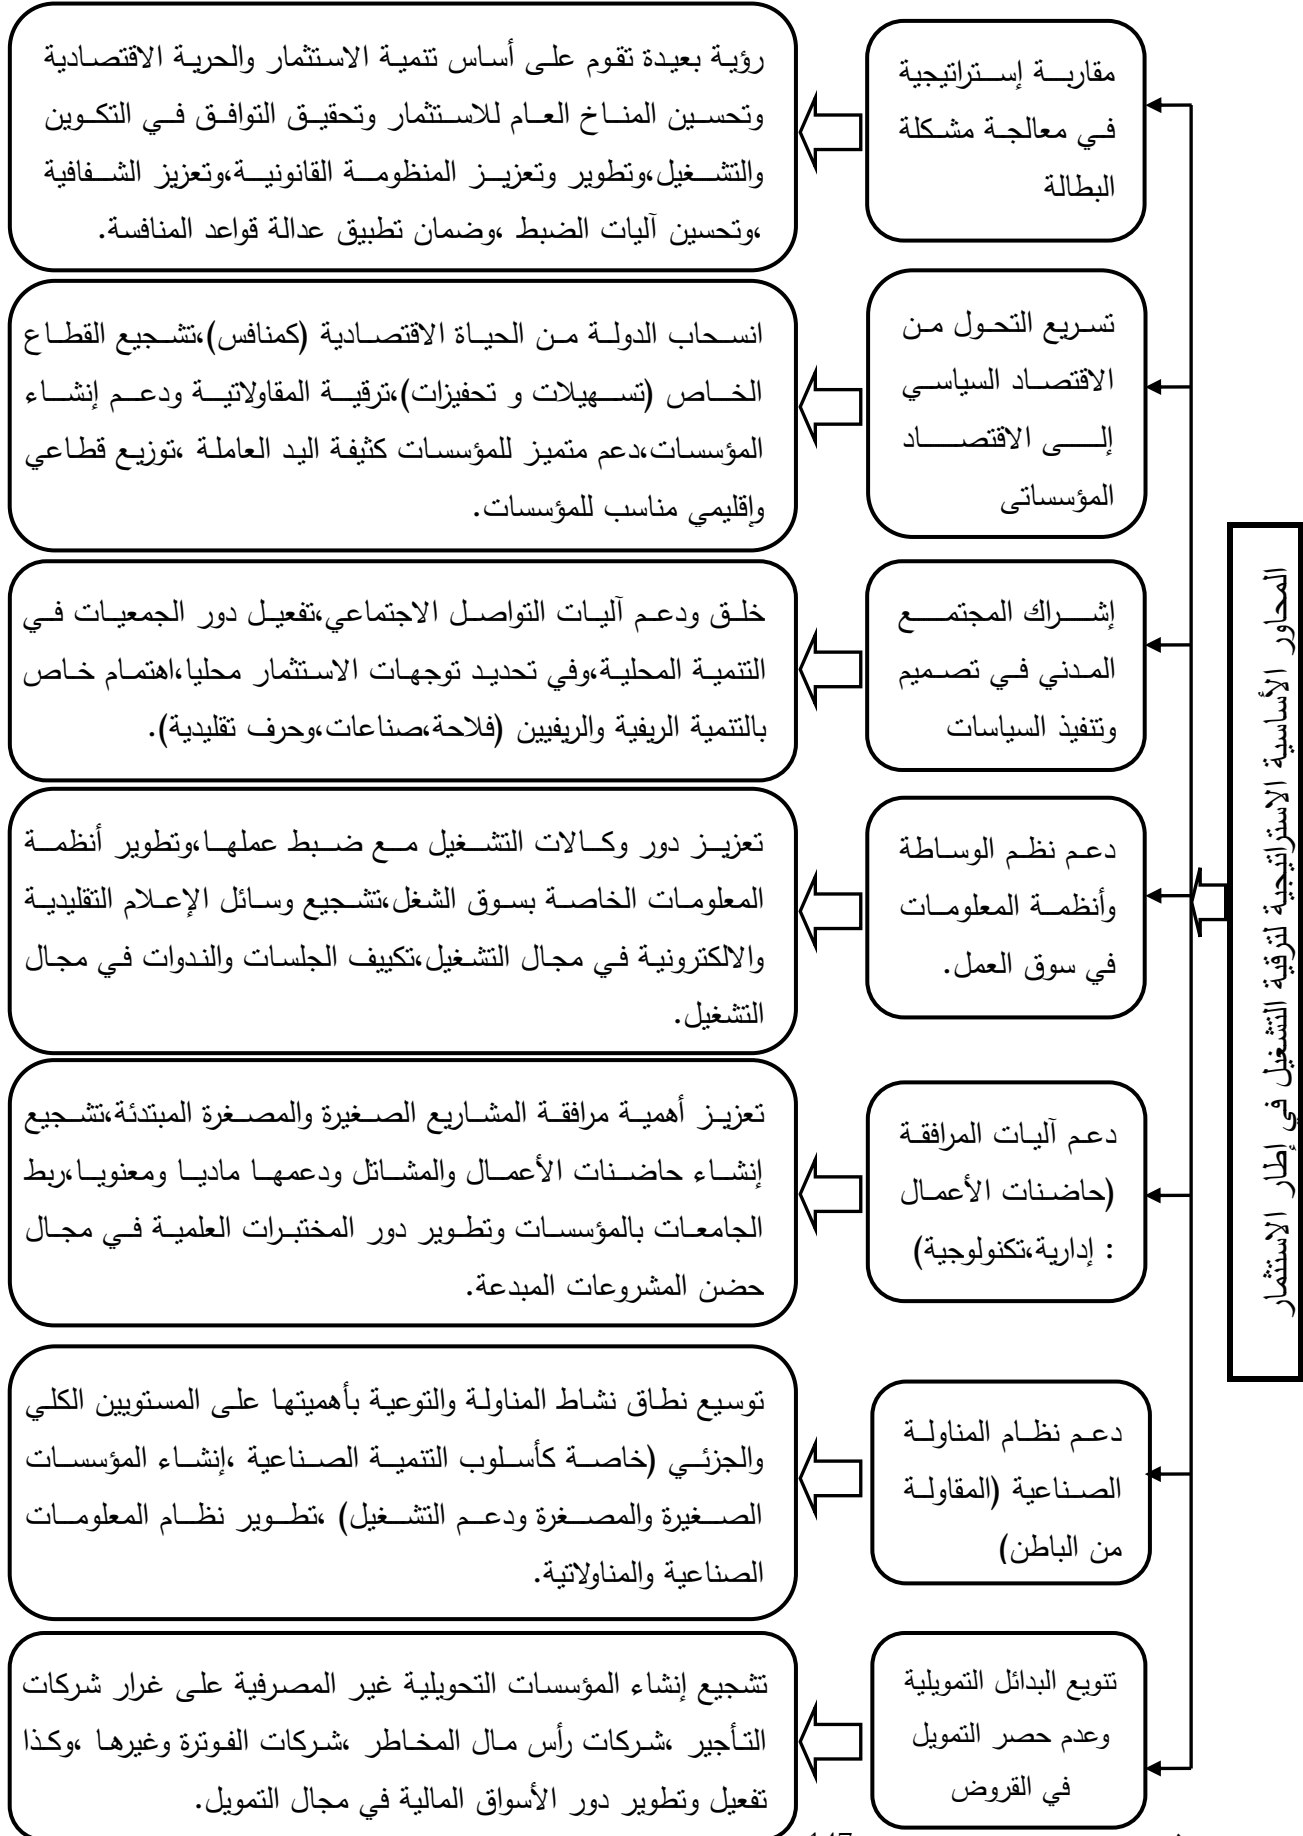 المحاور الأساسية الاستراتيجية لترقية التشغيل في إطار الاستثمار
مقاربة إستراتيجية
في معالجة مشكلة
البطالة
رؤية بعيدة تقوم على أساس تنمية الاستثمار والحرية الاقتصادية
وتحسين المناخ العام للاستثمار وتحقيق التوافق في التكوين
والتشغيل،وتطوير وتعزيز المنظومة القانونية،وتعزيز الشفافية
،وتحسين آليات الضبط ،وضمان تطبيق عدالة قواعد المنافسة.
تسريع التحول من
الاقتصاد السياسي
إلى الاقتصاد
المؤسساتى
انسحاب الدولة من الحياة الاقتصادية (كمنافس)،تشجيع القطاع
الخاص (تسهيلات و تحفيزات)،ترقية المقاولاتية ودعم إنشاء
المؤسسات،دعم متميز للمؤسسات كثيفة اليد العاملة ،توزيع قطاعي
وإقليمي مناسب للمؤسسات.
إشراك المجتمع
المدني في تصميم
وتنفيذ السياسات
خلق ودعم آليات التواصل الاجتماعي،تفعيل دور الجمعيات في
التنمية المحلية،وفي تحديد توجهات الاستثمار محليا،اهتمام خاص
بالتنمية الريفية والريفيين (فلاحة،صناعات،وحرف تقليدية).
دعم نظم الوساطة
وأنظمة المعلومات
في سوق العمل.
تعزيز دور وكالات التشغيل مع ضبط عملها،وتطوير أنظمة
المعلومات الخاصة بسوق الشغل،تشجيع وسائل الإعلام التقليدية
والالكترونية في مجال التشغيل،تكييف الجلسات والندوات في مجال
التشغيل.
دعم آليات المرافقة
(حاضنات الأعمال
: إدارية،تكنولوجية)
تعزيز أهمية مرافقة المشاريع الصغيرة والمصغرة المبتدئة،تشجيع
إنشاء حاضنات الأعمال والمشاتل ودعمها ماديا ومعنويا،ربط
الجامعات بالمؤسسات وتطوير دور المختبرات العلمية في مجال
حضن المشروعات المبدعة.
دعم نظام المناولة
الصناعية (المقاولة
من الباطن)
توسيع نطاق نشاط المناولة والتوعية بأهميتها على المستويين الكلي
والجزئي (خاصة كأسلوب التنمية الصناعية ،إنشاء المؤسسات
الصغيرة والمصغرة ودعم التشغيل) ،تطوير نظام المعلومات
الصناعية والمناولاتية.
تنويع البدائل التمويلية
وعدم حصر التمويل
في القروض
تشجيع إنشاء المؤسسات التحويلية غير المصرفية على غرار شركات
التأجير ،شركات رأس مال المخاطر ،شركات الفوترة وغيرها ،وكذا
تفعيل وتطوير دور الأسواق المالية في مجال التمويل.